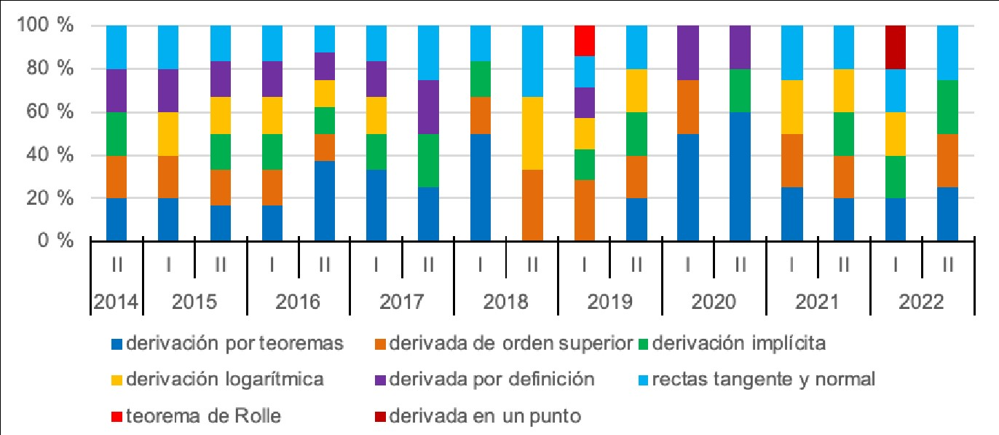 100 %
80 %
60 %
40 %
20 %
0 %
II I II I II I II I II I II I II I II I II
2014 2015 2016 2017 2018 2019 2020 2021 2022
derivación por teoremas derivada de orden superior derivación implícita
derivación logarítmica derivada por definición rectas tangente y normal
teorema de Rolle derivada en un punto